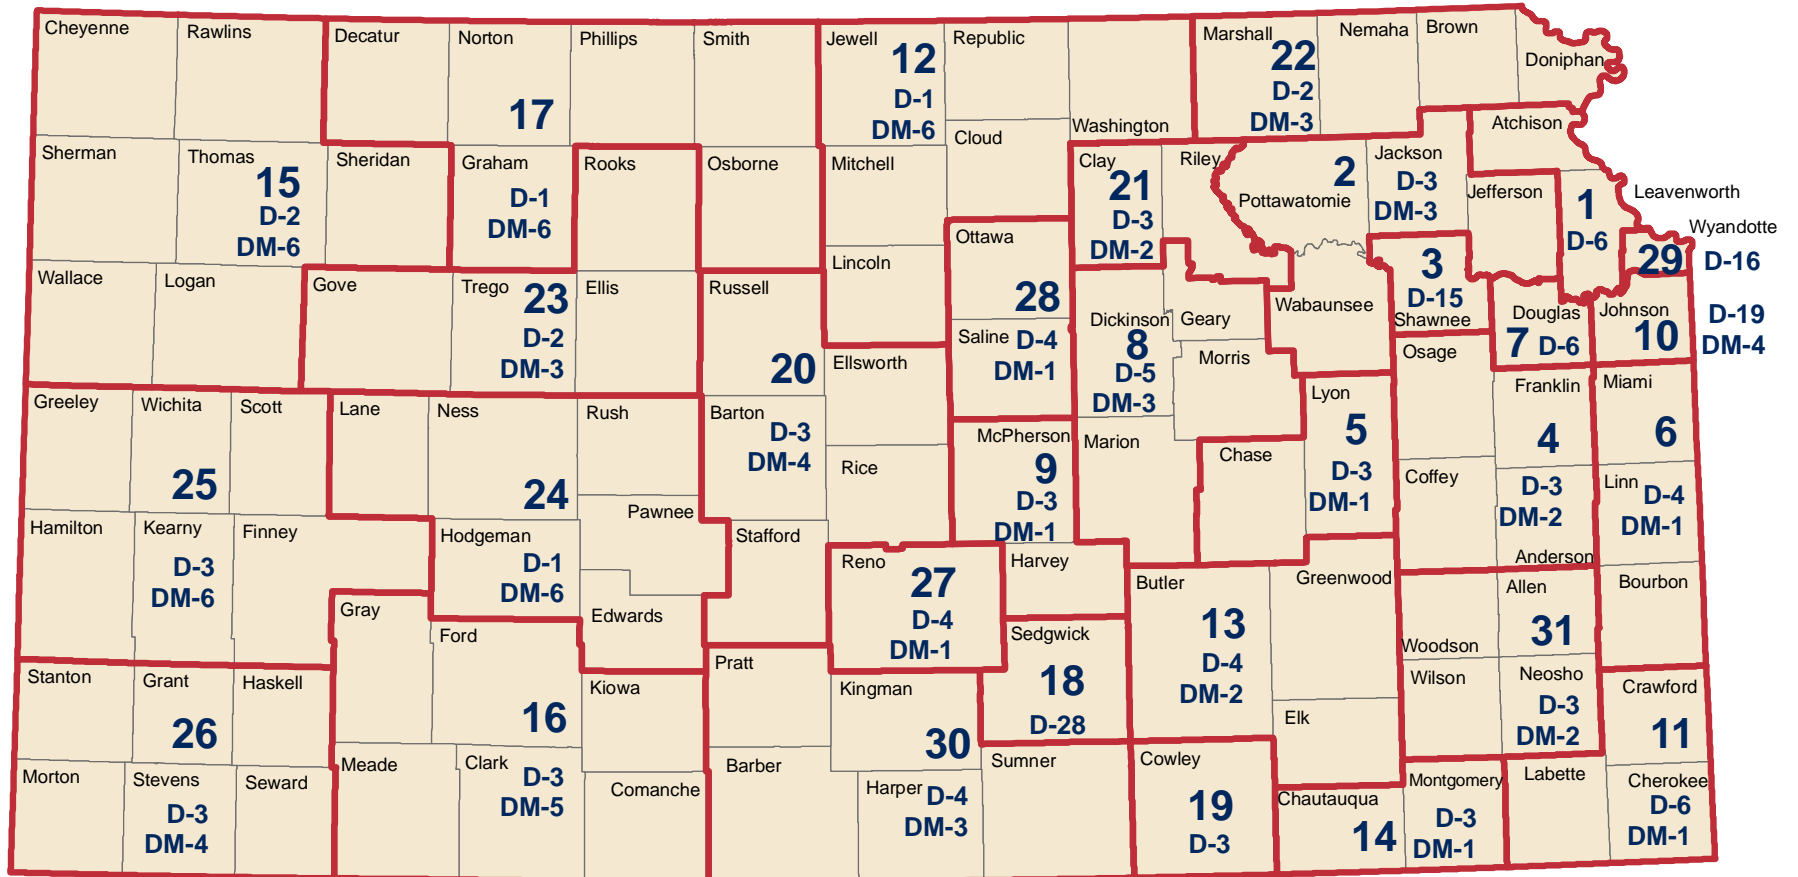 Cheyenne
Rawlins
Decatur
Norton
Phillips
Smith
Jewell
Republic
Washington
Marshall
Nemaha
Brown
Doniphan
17
12
D-1
DM-6
22
D-2
DM-3
Sherman
Thomas
Sheridan
Graham
Rooks
Osborne
Mitchell
Cloud
Clay
Riley
Pottawatomie
Jackson
Atchison
Jefferson
Leavenworth
Wyandotte
15
D-2
DM-6
D-1
DM-6
21
D-3
DM-2
2
D-3
DM-3
1
D-6
29
D-16
Wallace
Logan
Gove
Trego
Ellis
Russell
Lincoln
Ottawa
Saline
Dickinson
Geary
Morris
Wabaunsee
Shawnee
Douglas
Johnson
23
D-2
DM-3
20
28
D-4
DM-1
8
D-5
DM-3
3
D-15
7
D-6
10
D-19
DM-4
Greeley
Wichita
Scott
Lane
Ness
Rush
Barton
Ellsworth
Rice
McPherson
Marion
Chase
Lyon
Osage
Franklin
Miami
25
24
D-3
DM-4
9
D-3
DM-1
5
D-3
DM-1
4
D-3
DM-2
6
D-4
DM-1
Coffey
Anderson
Linn
Hamilton
Kearny
Finney
Hodgeman
Pawnee
Stafford
Reno
Harvey
Butler
Greenwood
Woodson
Allen
Bourbon
D-3
DM-6
D-1
DM-6
Edwards
27
D-4
DM-1
13
D-4
DM-2
31
D-3
DM-2
Gray
Ford
Kiowa
Pratt
Kingman
Sedgwick
Elk
Wilson
Neosho
Crawford
Stanton
Grant
Haskell
26
16
30
18
D-28
11
Morton
Stevens
Seward
Meade
Clark
Comanche
Barber
Harper
Sumner
Cowley
Chautauqua
Montgomery
Labette
Cherokee
D-3
DM-4
D-3
DM-5
D-4
DM-3
19
D-3
14
D-3
DM-1
D-6
DM-1